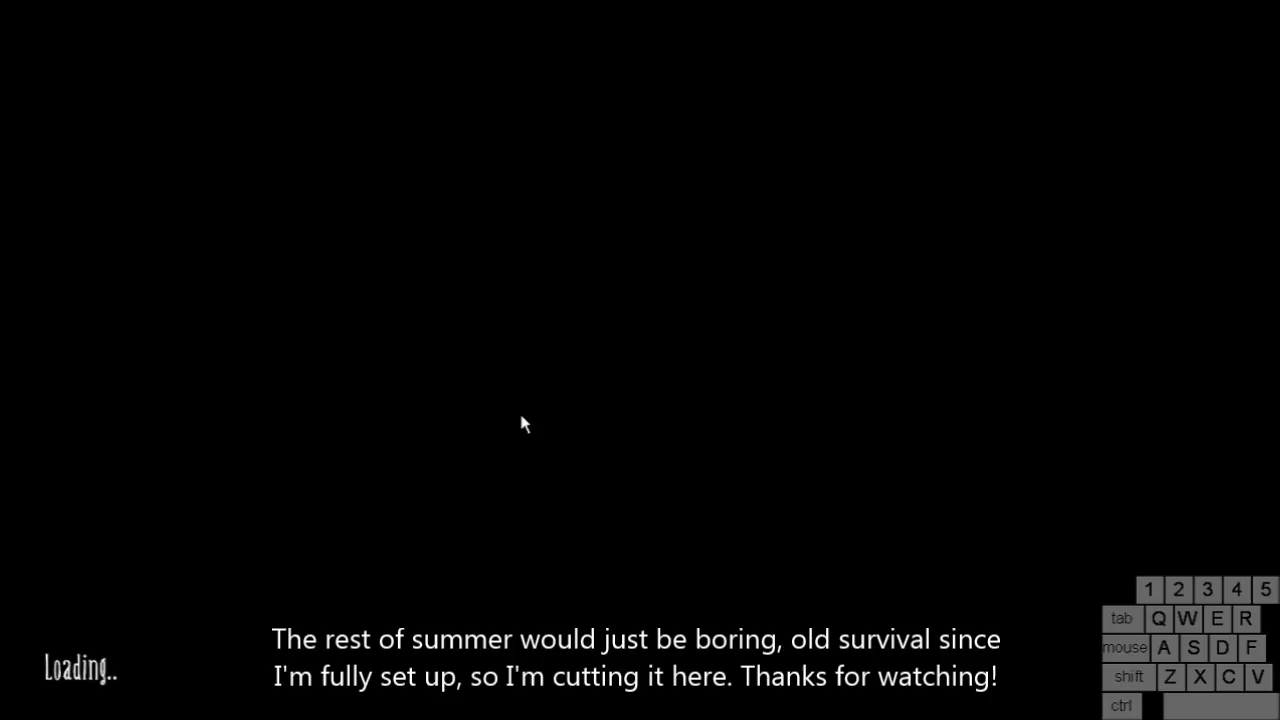 1 2 3 4 5
tab Q W E R
mouse A S D F
shift Z X C V
ctrl
Loading..
The rest of summer would just be boring, old survival since
I'm fully set up, so I'm cutting it here. Thanks for watching!